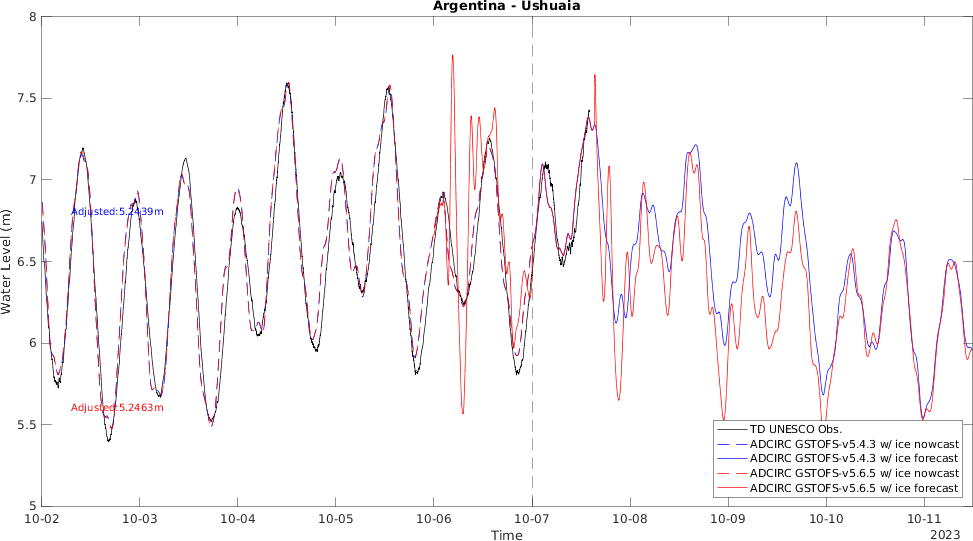 Argentina - Ushuaia
8
7.5
7
6.5
6
5.5
5
Water Level (m)
Adjusted:5.2439m
Adjusted:5.2463m
TD UNESCO Obs.
ADCIRC GSTOFS-v5.4.3 w/ ice nowcast
ADCIRC GSTOFS-v5.4.3 w/ ice forecast
ADCIRC GSTOFS-v5.6.5 w/ ice nowcast
ADCIRC GSTOFS-v5.6.5 w/ ice forecast
10-02 10-03 10-04 10-05 10-06 10-07 10-08 10-09 10-10 10-11
Time
2023